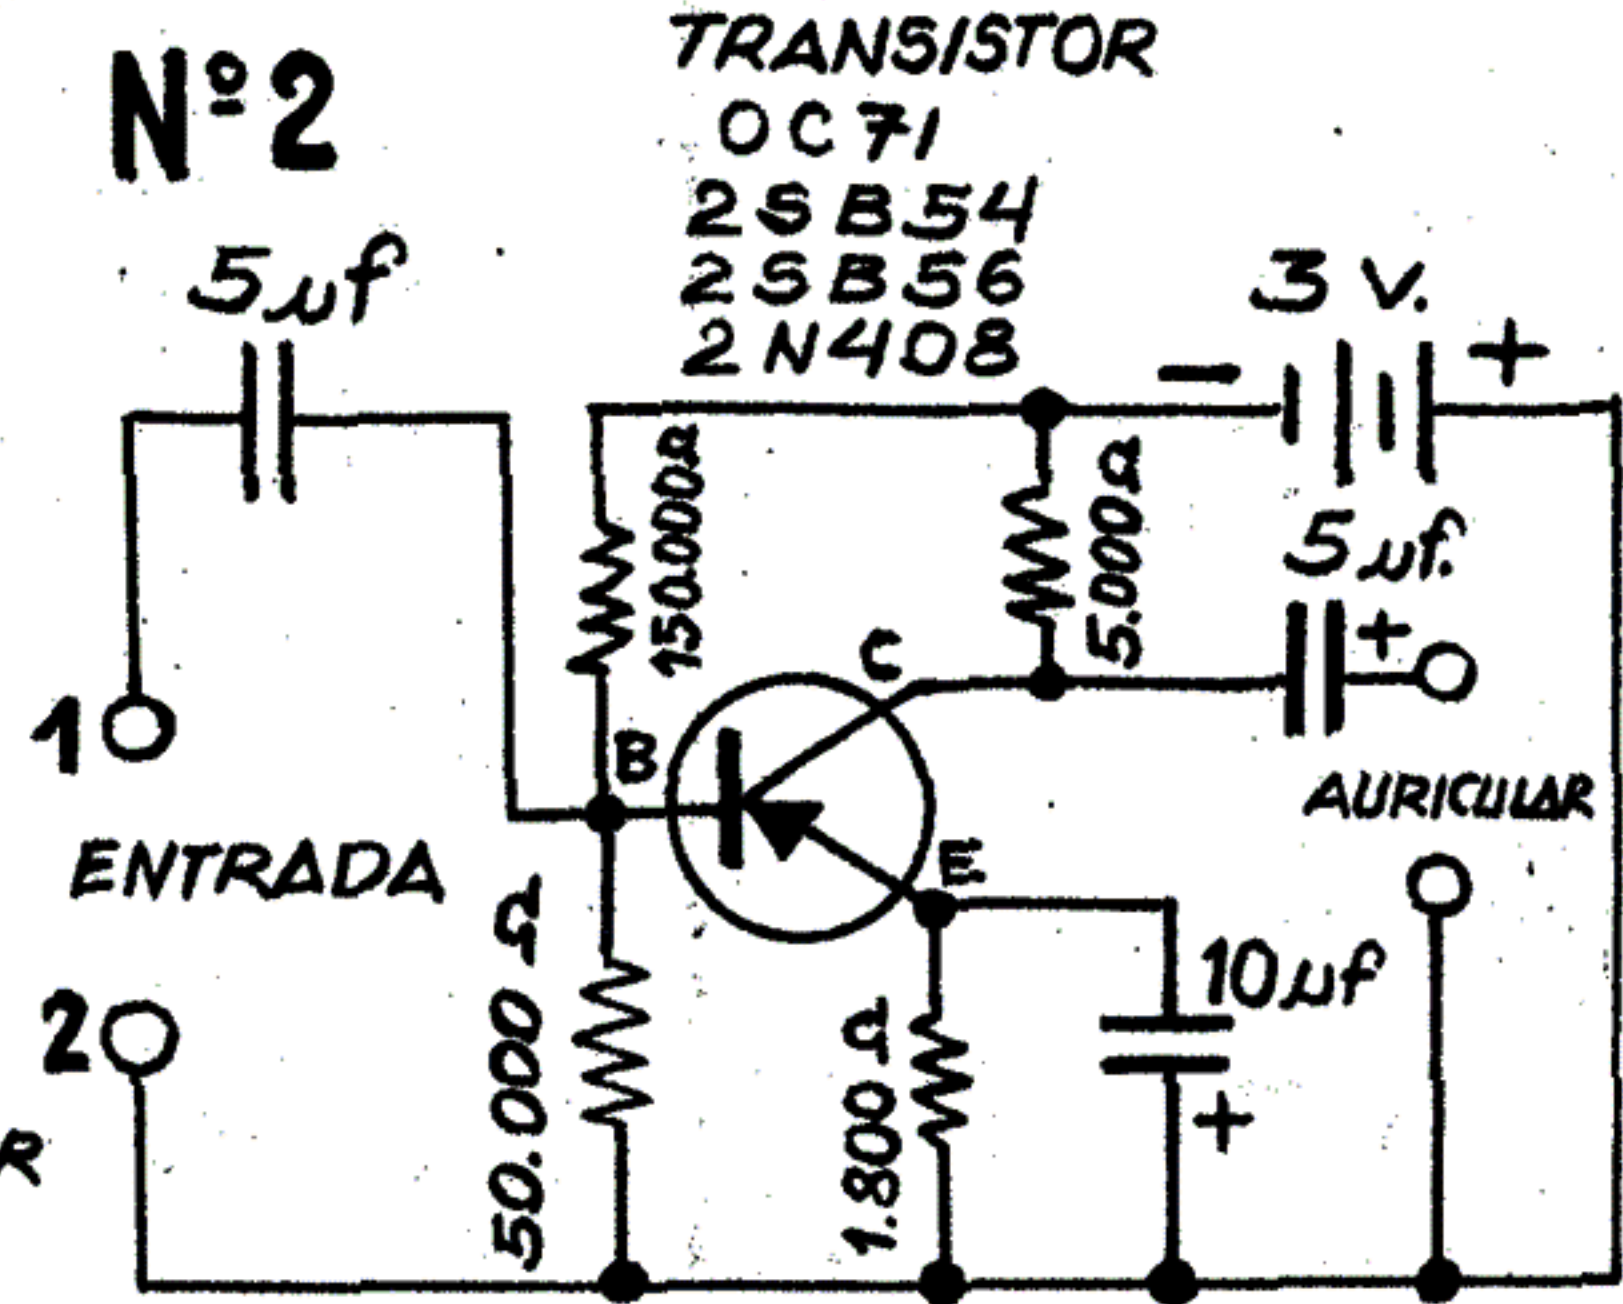 Nº2
TRANSISTOR
OC71
2SB54
2SB56
2N408
5µf
3 V.
-
+
150.000Ω
5.000Ω
5µf.
+
C
B
E
1
ENTRADA
AURICULAR
2
50.000 Ω
1.800 Ω
10µf
+
R